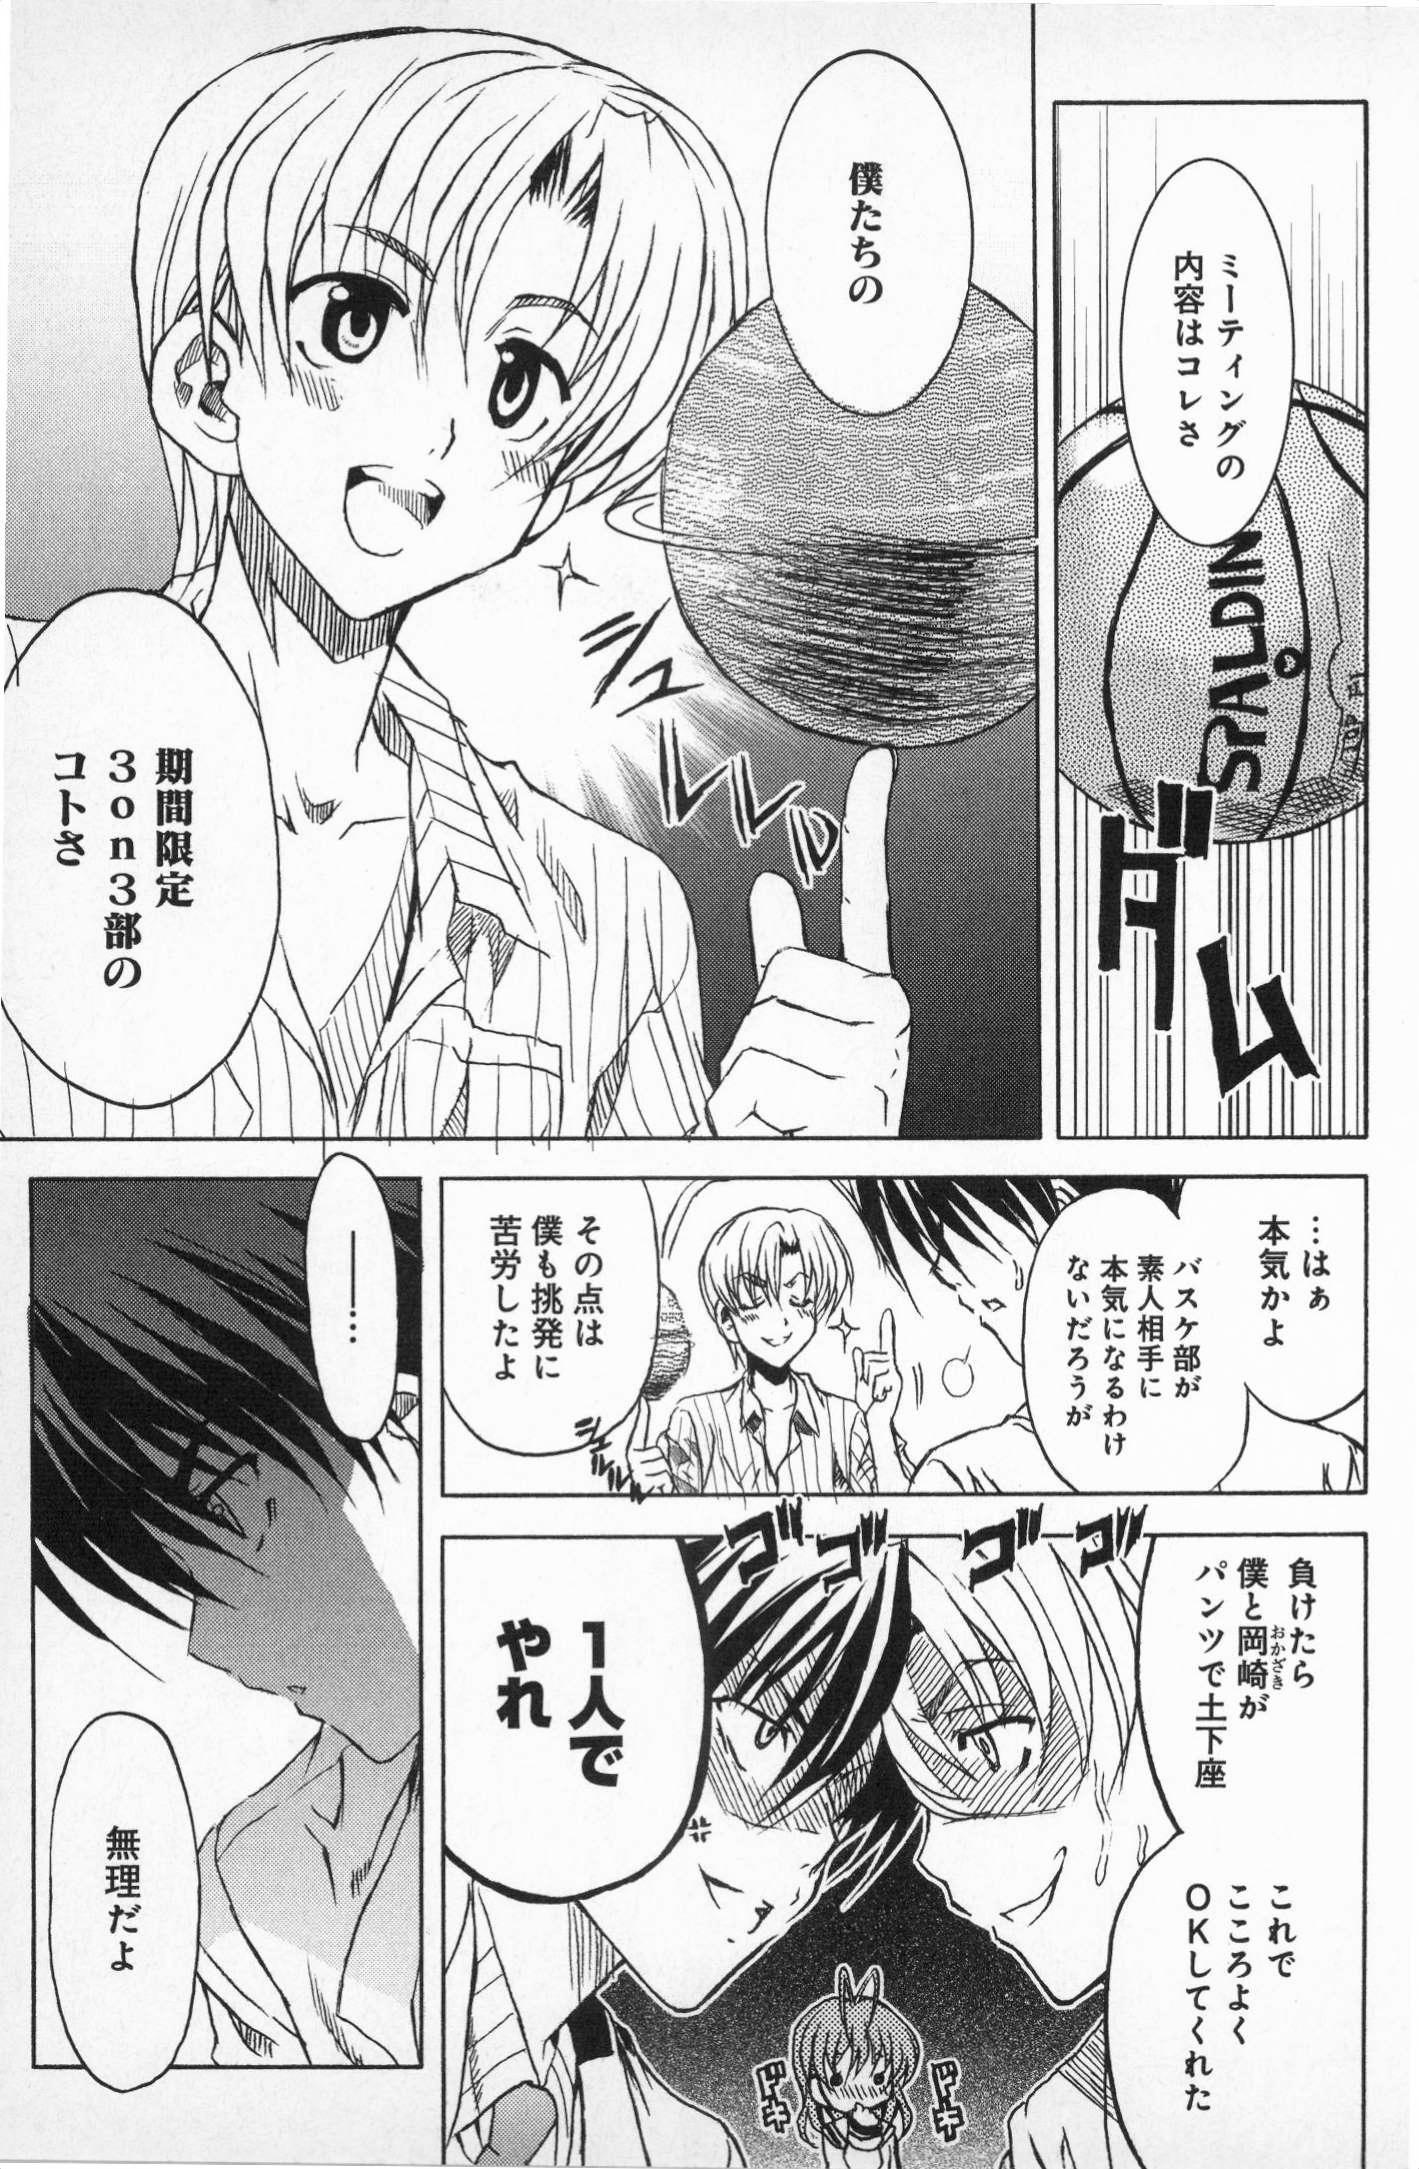 ミーティングの
内容はコレさ
SPALDIN
ダム
僕たちの
シュルルル
期間限定
3on3部の
コトさ
…はぁ
本気かよ
バスケ部が
素人相手に
本気になるわけ
ないだろうが
その点は
僕も挑発に
苦労したよ
シュルルル
負けたら
僕と岡崎が
おかざき
パンツで土下座
これで
こころよく
OKしてくれた
ゴゴゴゴ
1人で
やれ
ドキ
ドキ
――…
無理だよ